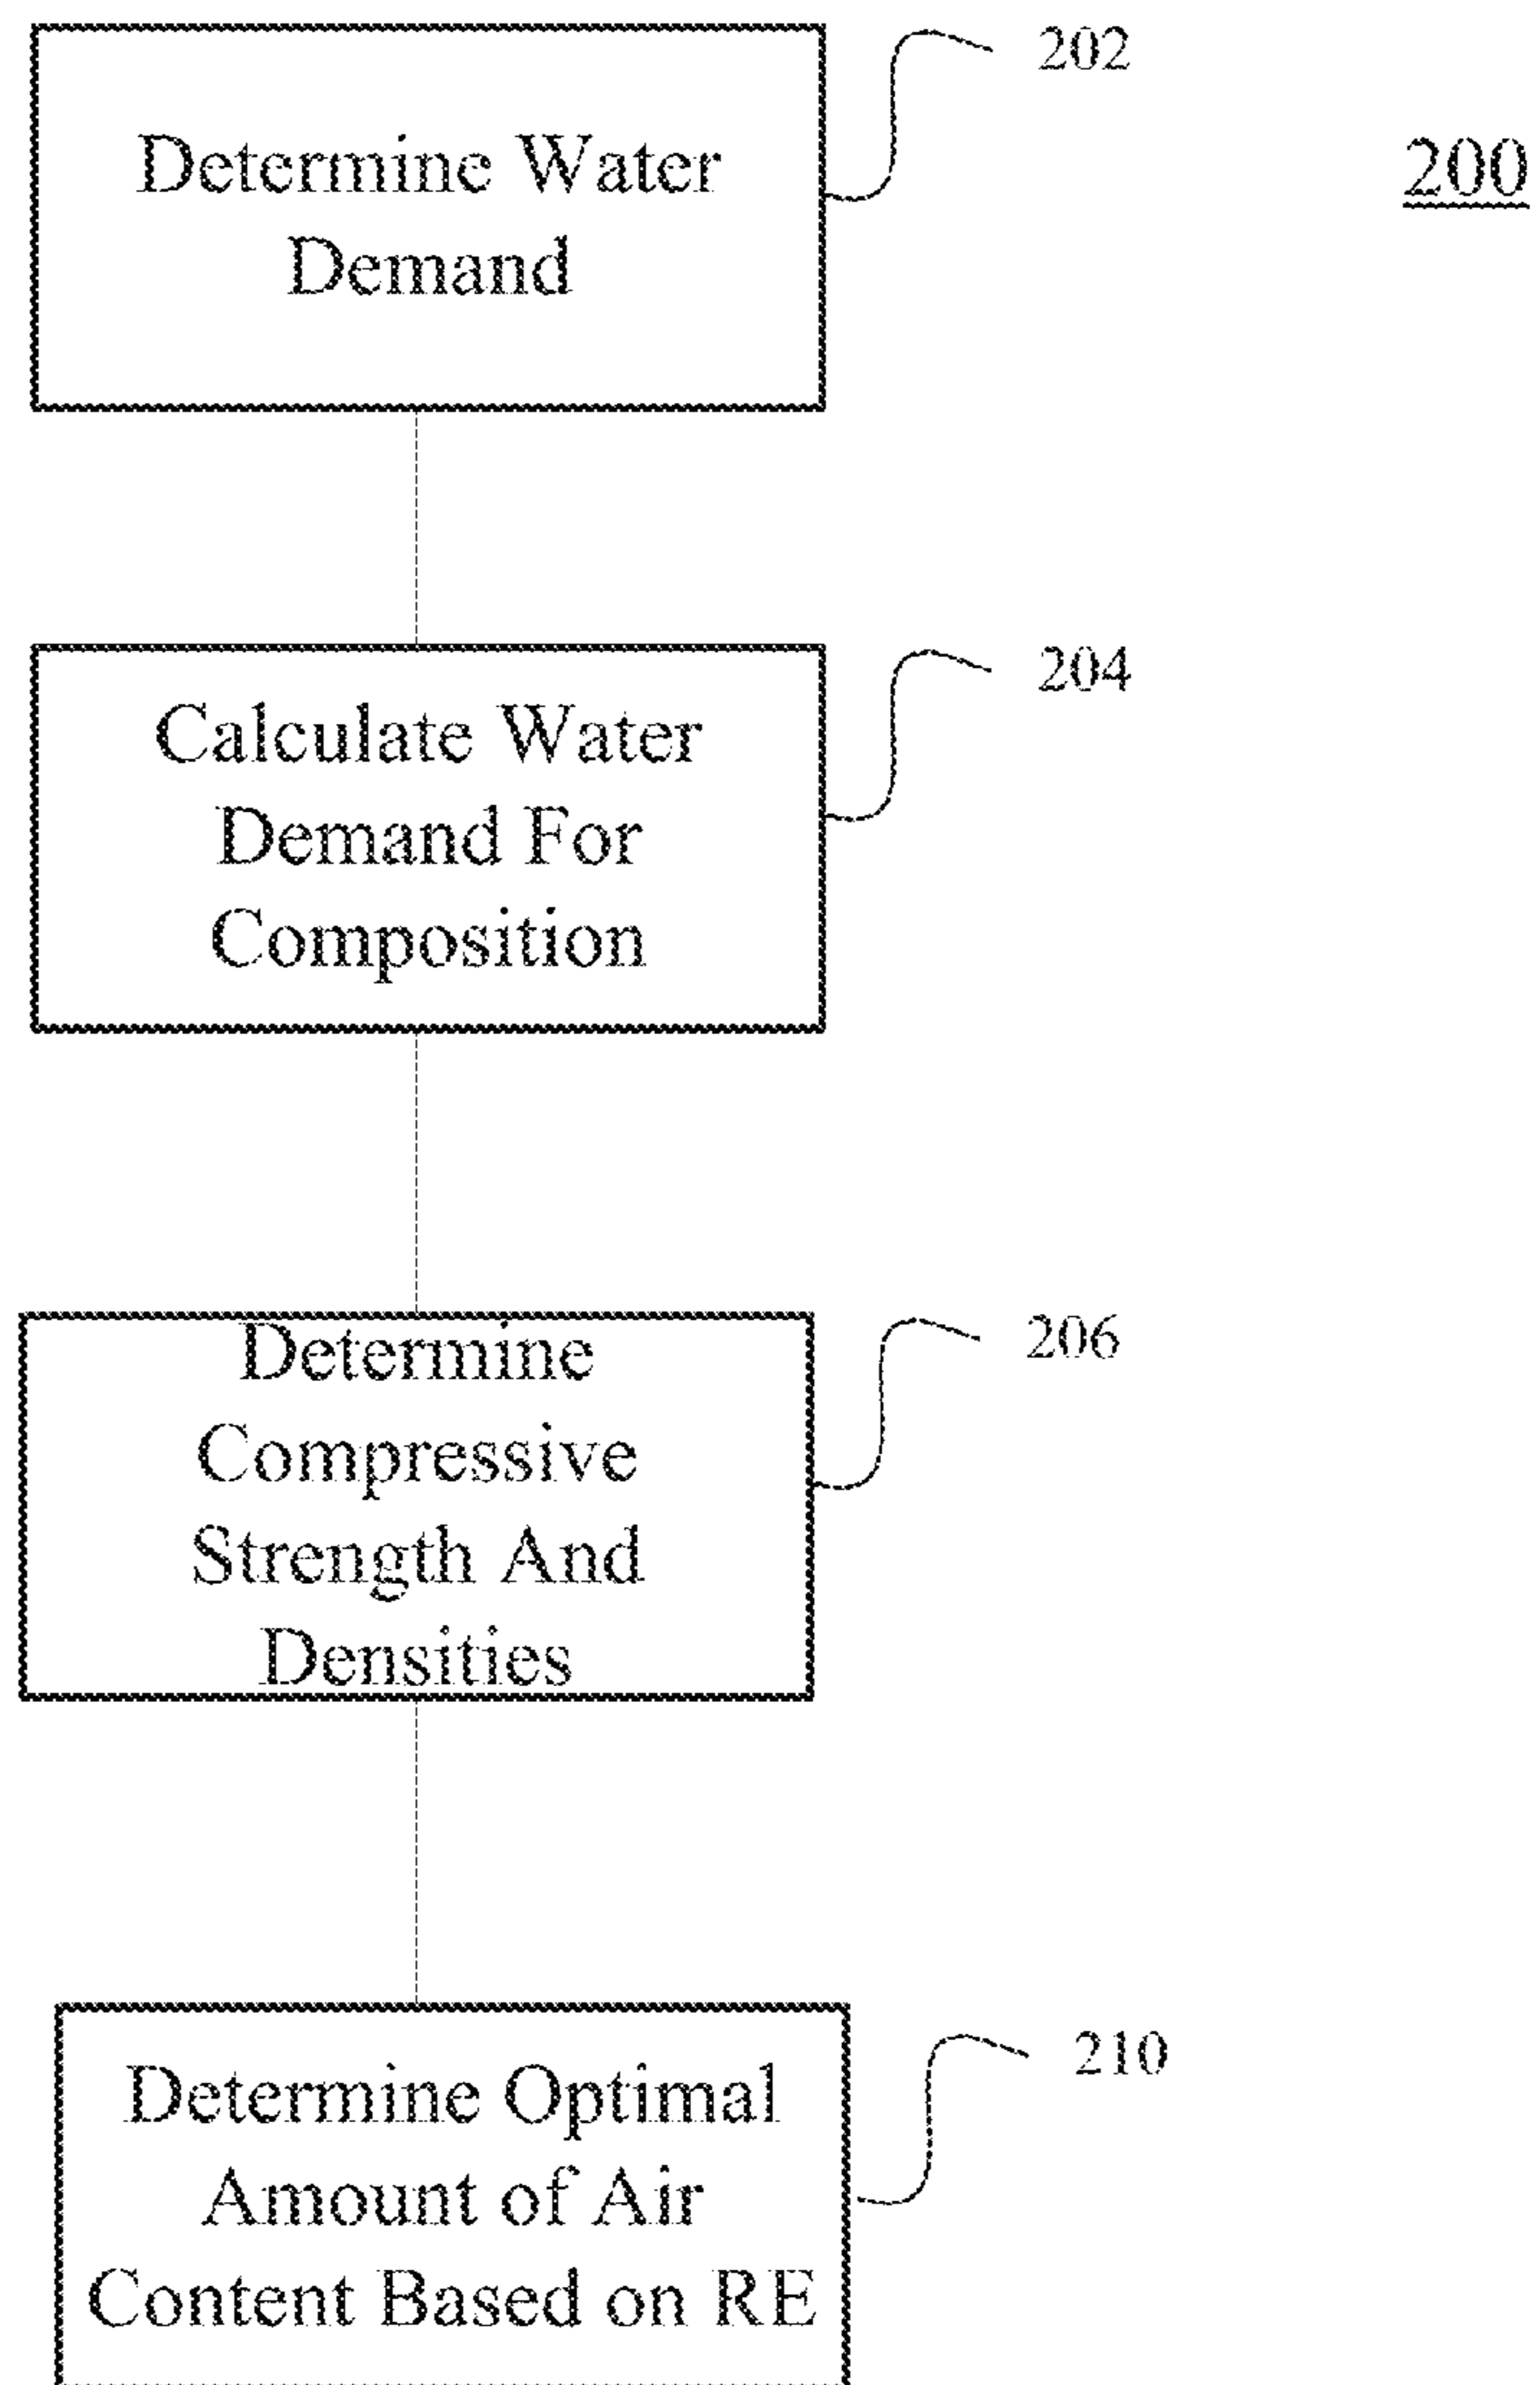 202
200
Determine Water
Demand
204
Calculate Water
Demand For
Composition
206
Determine
Compressive
Strength And
Densities
210
Determine Optimal
Amount of Air
Content Based on RE